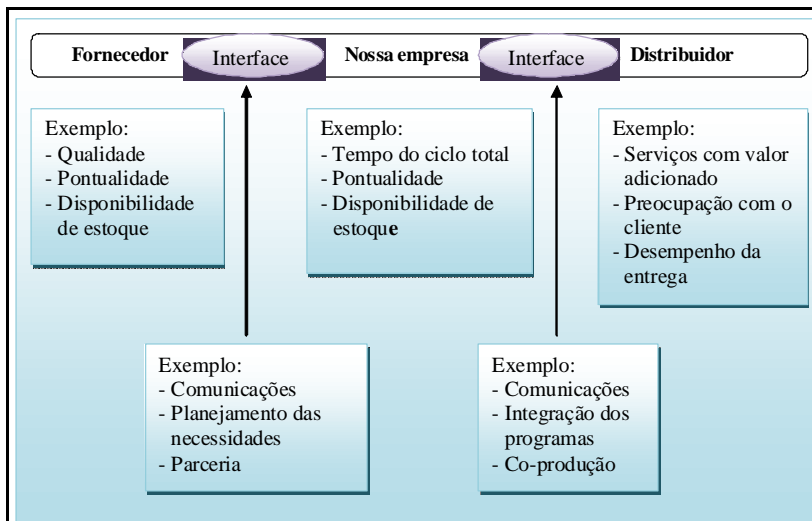 Fornecedor Interface Nossa empresa Interface Distribuidor
Exemplo:
- Qualidade
- Pontualidade
- Disponibilidade
de estoque
Exemplo:
- Tempo do ciclo total
- Pontualidade
- Disponibilidade de
estoque
Exemplo:
- Serviços com valor
adicionado
- Preocupação com o
cliente
- Desempenho da
entrega
Exemplo:
- Comunicações
- Planejamento das
necessidades
- Parceria
Exemplo:
- Comunicações
- Integração dos
programas
- Co-produção